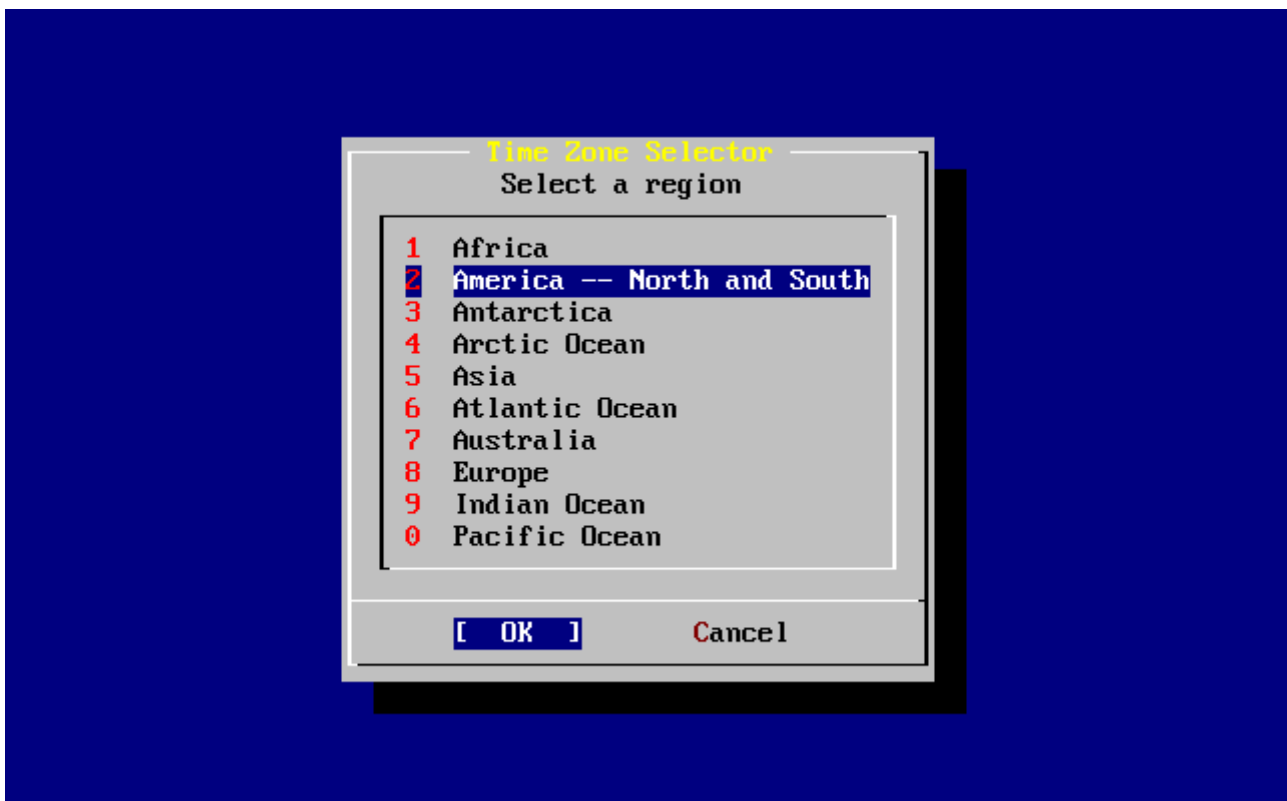 Time Zone Selector
Select a region
1 Africa
2 America -- North and South
3 Antarctica
4 Arctic Ocean
5 Asia
6 Atlantic Ocean
7 Australia
8 Europe
9 Indian Ocean
0 Pacific Ocean
[ OK ] Cancel